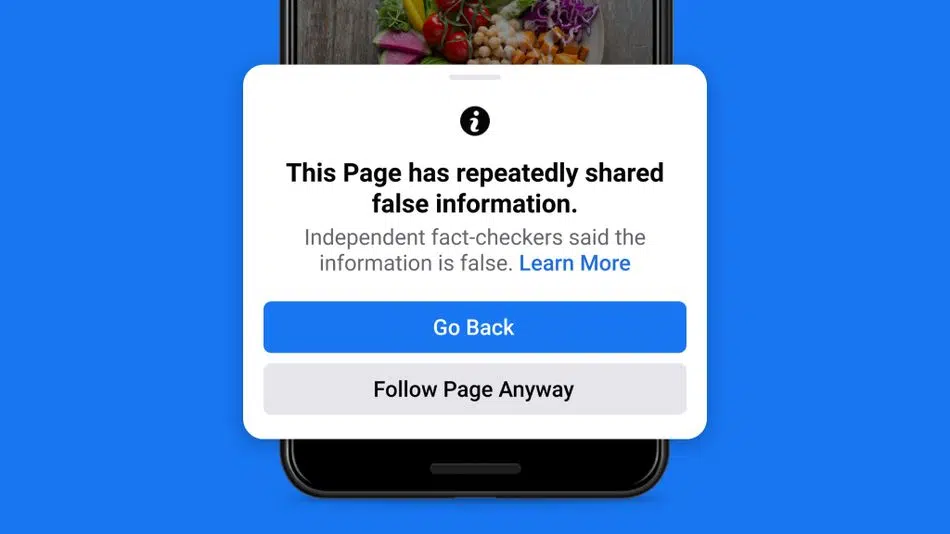 This Page has repeatedly shared
false information.
Independent fact-checkers said the
information is false. Learn More
Go Back
Follow Page Anyway